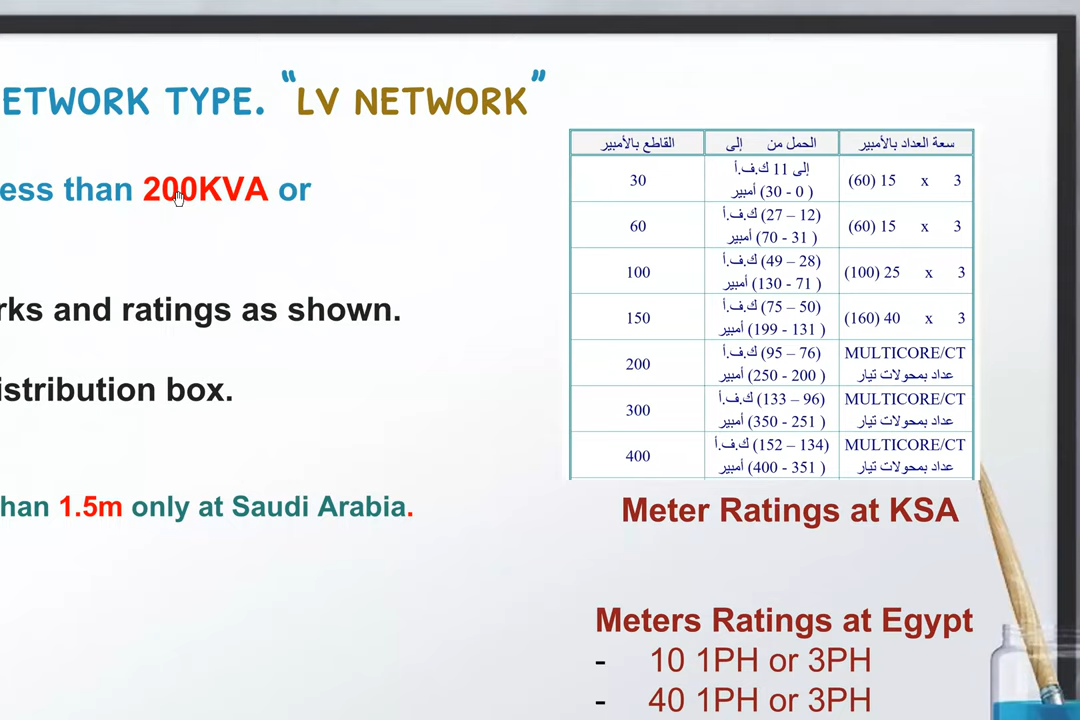 ETWORK TYPE. “LV NETWORK”
ess than 200KVA or
rks and ratings as shown.
istribution box.
han 1.5m only at Saudi Arabia.
سعة العداد بالأمبير الحمل من إلى القاطع بالأمبير
3 x 15 (60) إلى 11 ك.ف.أ 30
(30 - 0 ) أمبير
3 x 15 (60) (27 – 12) ك.ف.أ 60
(70 - 31 ) أمبير
3 x 25 (100) (49 – 28) ك.ف.أ 100
(130 - 71 ) أمبير
3 x 40 (160) (75 – 50) ك.ف.أ 150
(199 - 131 ) أمبير
MULTICORE/CT (95 – 76) ك.ف.أ 200
عداد بمحولات تيار (250 - 200 ) أمبير
MULTICORE/CT (133 – 96) ك.ف.أ 300
عداد بمحولات تيار (350 - 251 ) أمبير
MULTICORE/CT (152 – 134) ك.ف.أ 400
عداد بمحولات تيار (400 - 351 ) أمبير
Meter Ratings at KSA
Meters Ratings at Egypt
- 10 1PH or 3PH
- 40 1PH or 3PH